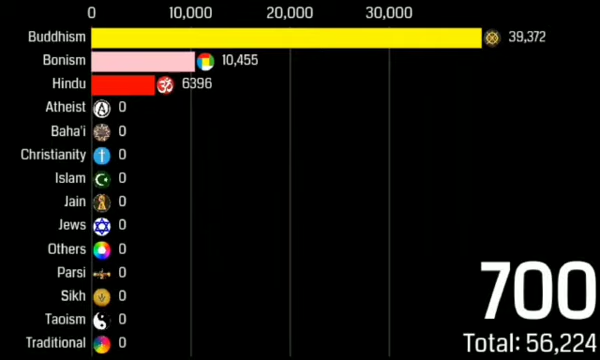 0 10,000 20,000 30,000
Buddhism 39,372
Bonism 10,455
Hindu 6396
Atheist 0
Baha'i 0
Christianity 0
Islam 0
Jain 0
Jews 0
Others 0
Parsi 0
Sikh 0
Taoism 0
Traditional 0
700
Total: 56,224